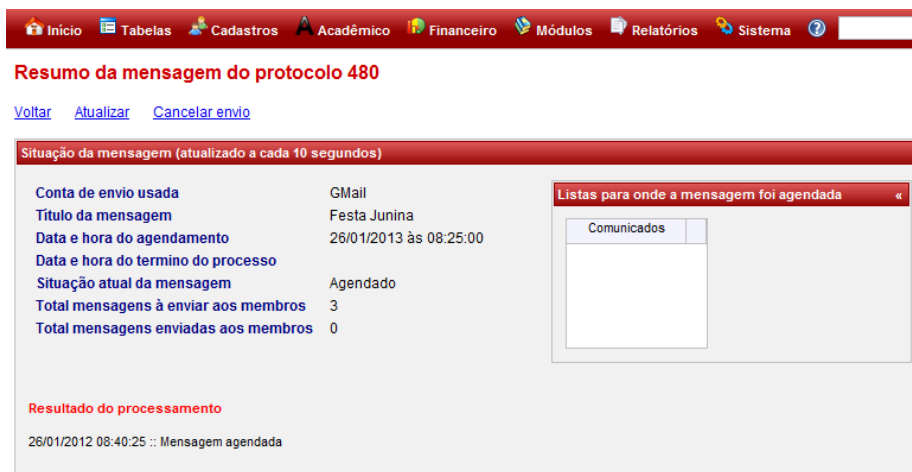 Início Tabelas Cadastros Acadêmico Financeiro Módulos Relatórios Sistema
Resumo da mensagem do protocolo 480
Voltar Atualizar Cancelar envio
Situação da mensagem (atualizado a cada 10 segundos)
Conta de envio usada GMail
Título da mensagem Festa Junina
Data e hora do agendamento 26/01/2013 às 08:25:00
Data e hora do termino do processo
Situação atual da mensagem Agendado
Total mensagens à enviar aos membros 3
Total mensagens enviadas aos membros 0
Listas para onde a mensagem foi agendada «
Comunicados
Resultado do processamento
26/01/2012 08:40:25 :: Mensagem agendada